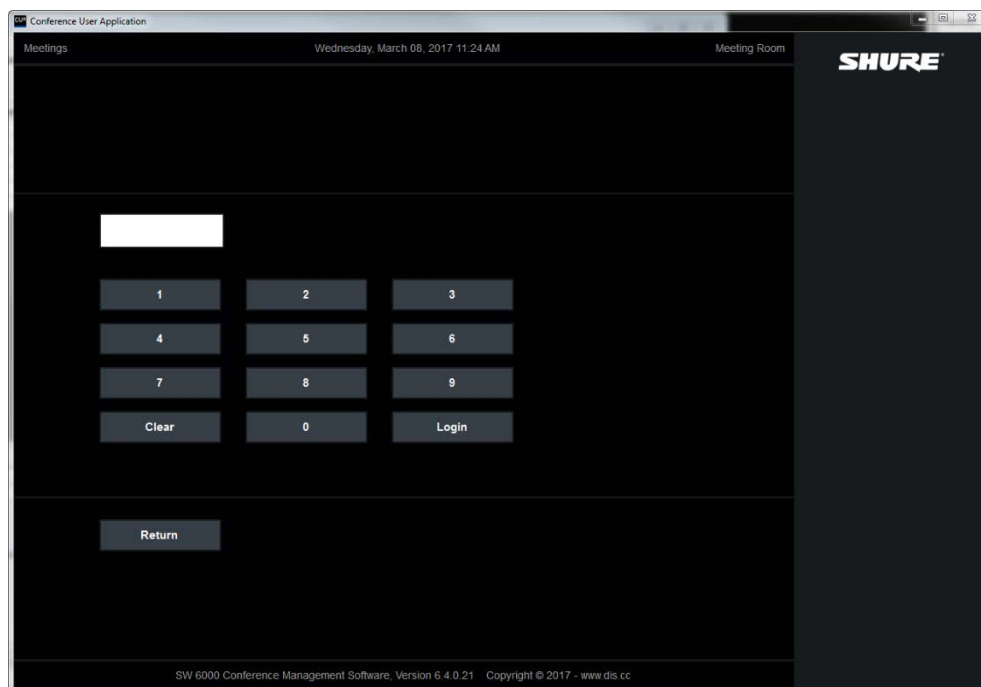 CUA Conference User Application
Meetings Wednesday, March 08, 2017 11:24 AM Meeting Room
SHURE
1 2 3
4 5 6
7 8 9
Clear 0 Login
Return
SW 6000 Conference Management Software, Version 6.4.0.21 Copyright © 2017 - www.dis.cc